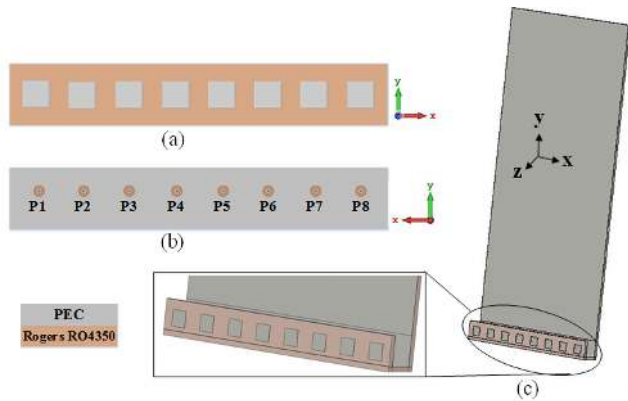 y
x
(a)
P1 P2 P3 P4 P5 P6 P7 P8
y
x
(b)
y
x
z
PEC
Rogers RO4350
(c)